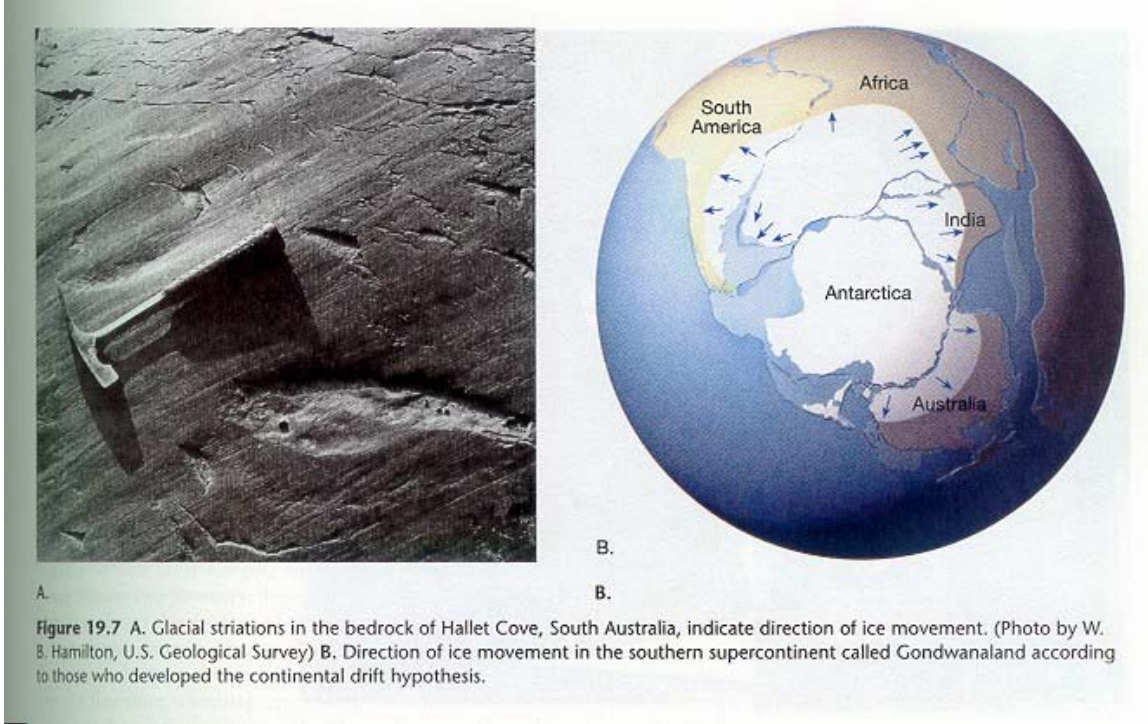 Africa
South
America
India
Antarctica
Australia
B.
A.
B.
Figure 19.7 A. Glacial striations in the bedrock of Hallet Cove, South Australia, indicate direction of ice movement. (Photo by W.
B. Hamilton, U.S. Geological Survey) B. Direction of ice movement in the southern supercontinent called Gondwanaland according
to those who developed the continental drift hypothesis.